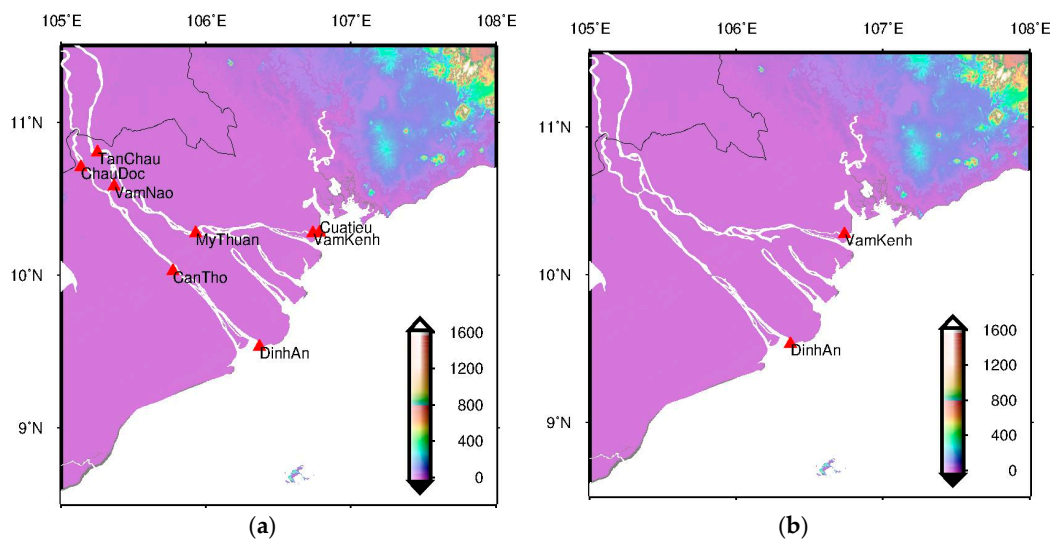 105˚E 106˚E 107˚E 108˚E
11˚N
10˚N
9˚N
TanChau
ChauDoc
VamNao
MyThuan
Cuatieu
VamKenh
CanTho
DinhAn
1600
1200
800
400
0
(a)
105˚E 106˚E 107˚E 108˚E
11˚N
10˚N
9˚N
VamKenh
DinhAn
1600
1200
800
400
0
(b)